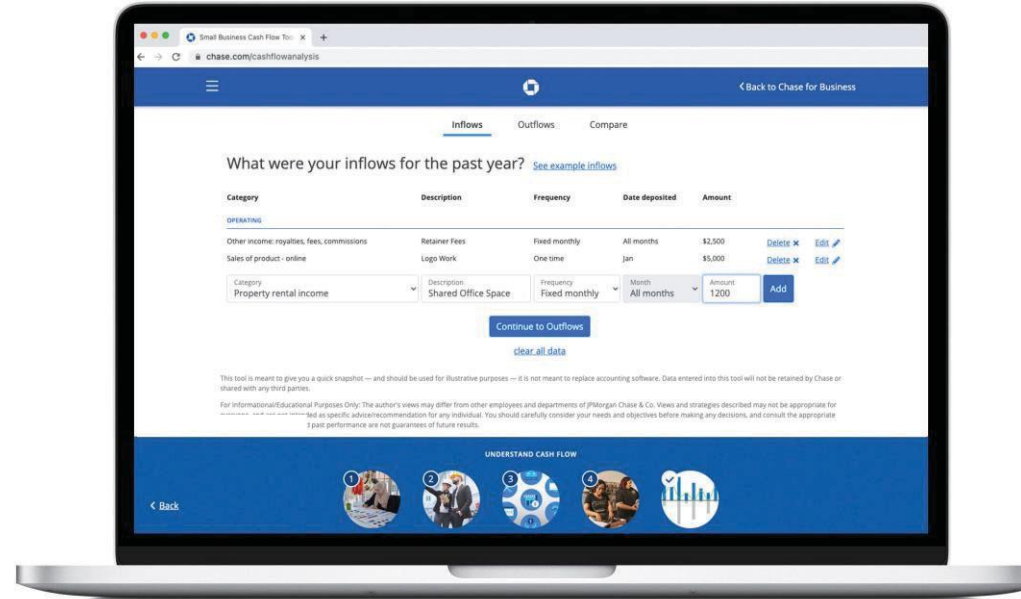 Small Business Cash Flow Too
chase.com/cashflowanalysis
Back to Chase for Business
Inflows Outflows Compare
What were your inflows for the past year? See example inflows
Category Description Frequency Date deposited Amount
OPERATING
Other income: royalties, fees, commissions Retainer Fees Fixed monthly All months $2,500 Delete Edit
Sales of product - online Logo Work One time Jan $5,000 Delete Edit
Category Description Frequency Month Amount
Property rental income Shared Office Space Fixed monthly All months 1200 Add
Continue to Outflows
clear all data
This tool is meant to give you a quick snapshot — and should be used for illustrative purposes — it is not meant to replace accounting software. Data entered into this tool will not be retained by Chase or
shared with any third parties.
For Informational/Educational Purposes Only: The author's views may differ from other employees and departments of JPMorgan Chase & Co. Views and strategies described may not be appropriate for
as specific advice/recommendation for any individual. You should carefully consider your needs and objectives before making any decisions, and consult the appropriate
past performance are not guarantees of future results.
UNDERSTAND CASH FLOW
1 2 3 4
Back